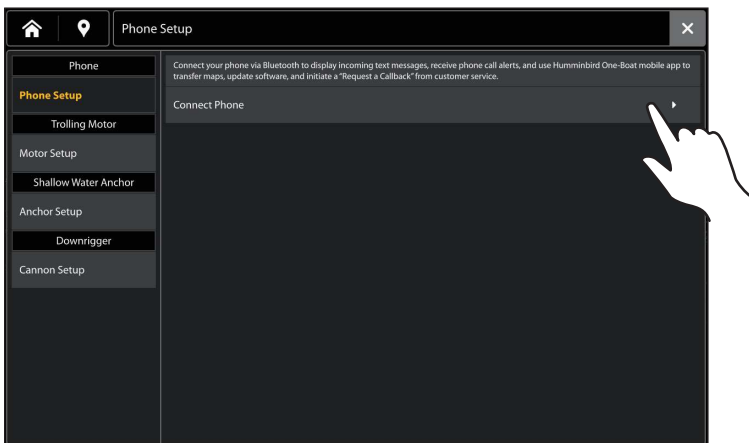 Phone Setup
Phone
Phone Setup
Trolling Motor
Motor Setup
Shallow Water Anchor
Anchor Setup
Downrigger
Cannon Setup
Connect your phone via Bluetooth to display incoming text messages, receive phone call alerts, and use Humminbird One-Boat mobile app to
transfer maps, update software, and initiate a “Request a Callback” from customer service.
Connect Phone